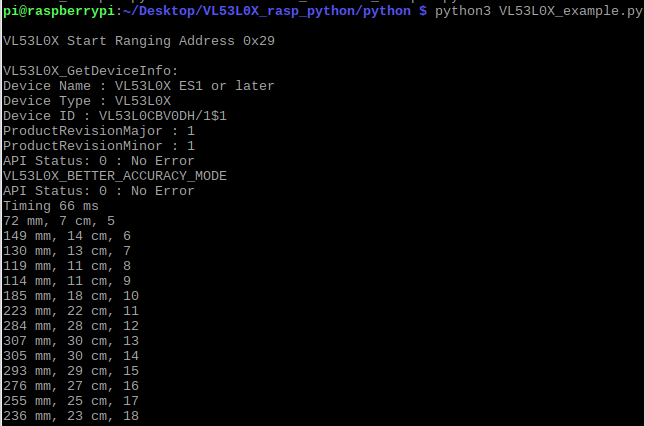 pi@raspberrypi:~/Desktop/VL53L0X_rasp_python/python $ python3 VL53L0X_example.py
VL53L0X Start Ranging Address 0x29
VL53L0X_GetDeviceInfo:
Device Name : VL53L0X ES1 or later
Device Type : VL53L0X
Device ID : VL53L0CBV0DH/1$1
ProductRevisionMajor : 1
ProductRevisionMinor : 1
API Status: 0 : No Error
VL53L0X_BETTER_ACCURACY_MODE
API Status: 0 : No Error
Timing 66 ms
72 mm, 7 cm, 5
149 mm, 14 cm, 6
130 mm, 13 cm, 7
119 mm, 11 cm, 8
114 mm, 11 cm, 9
185 mm, 18 cm, 10
223 mm, 22 cm, 11
284 mm, 28 cm, 12
307 mm, 30 cm, 13
305 mm, 30 cm, 14
293 mm, 29 cm, 15
276 mm, 27 cm, 16
255 mm, 25 cm, 17
236 mm, 23 cm, 18